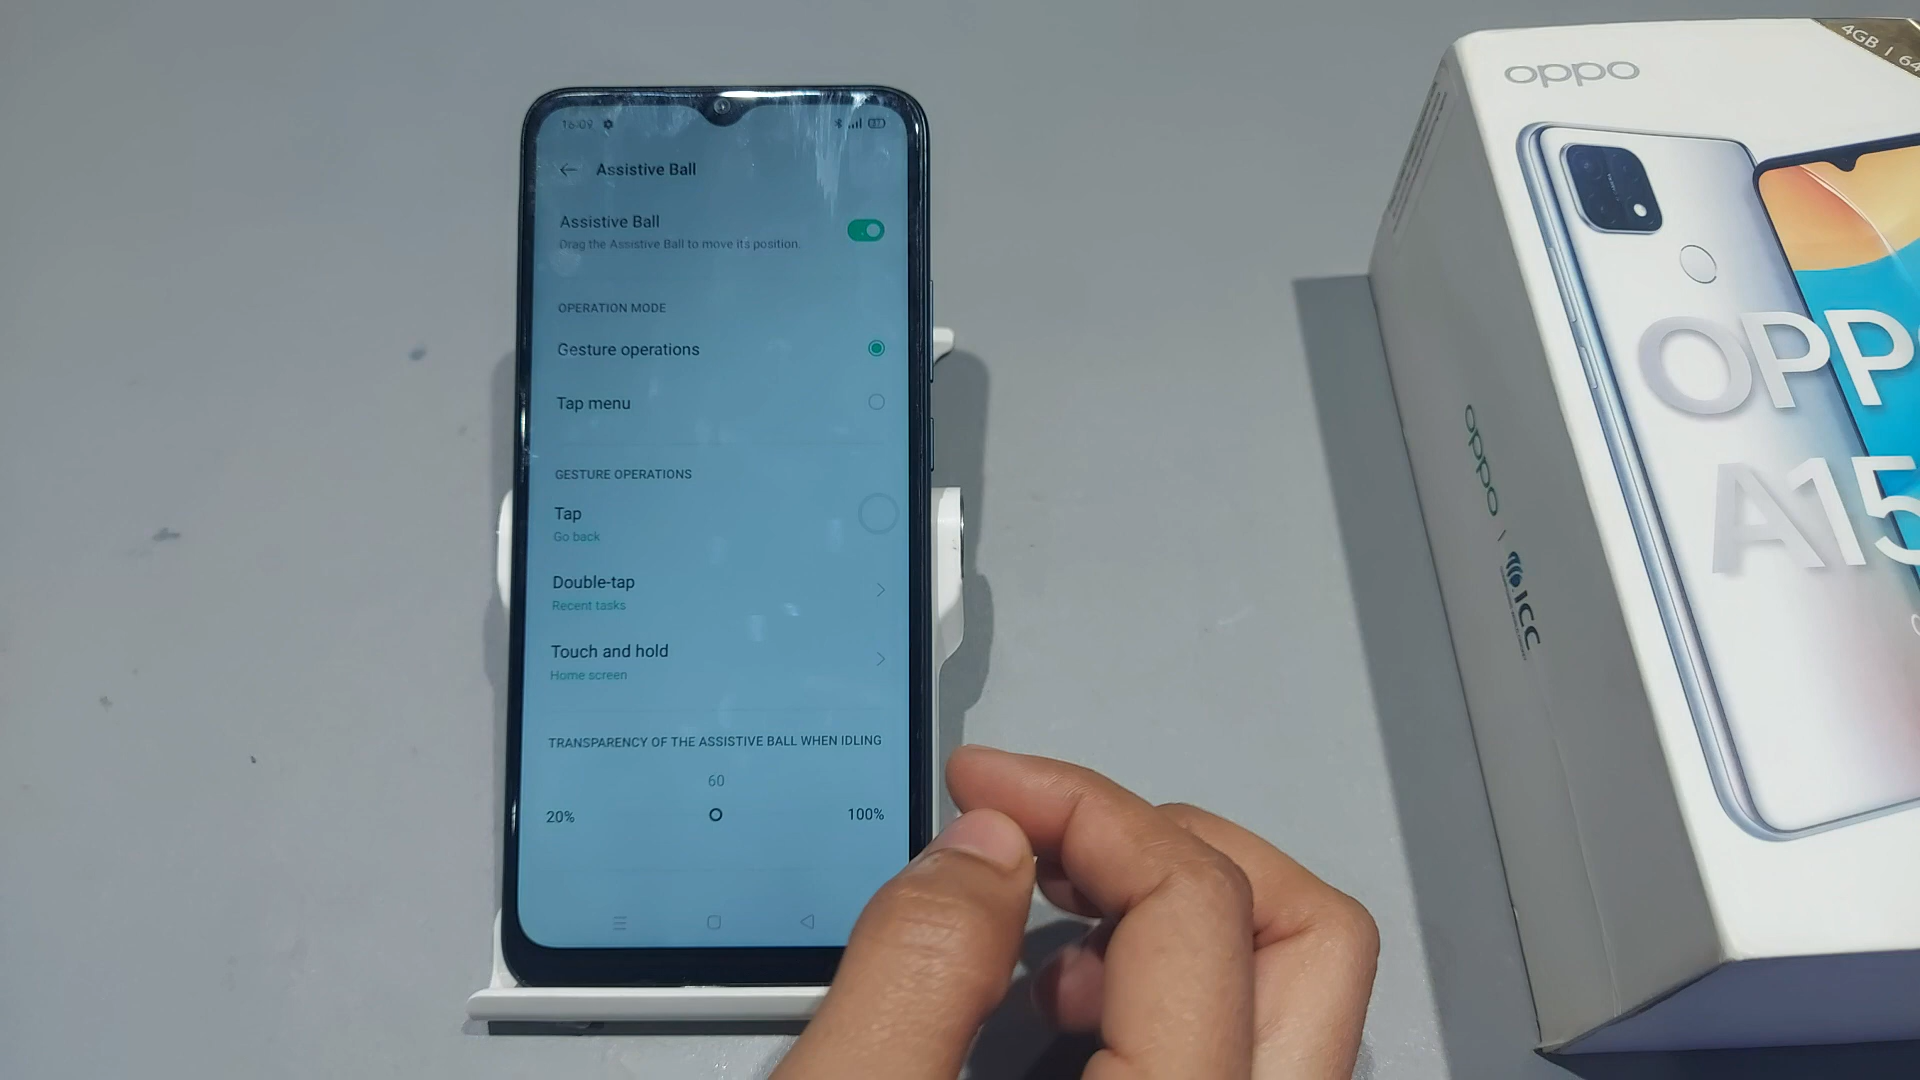 16:09
Assistive Ball
Assistive Ball
Drag the Assistive Ball to move its position.
OPERATION MODE
Gesture operations
Tap menu
GESTURE OPERATIONS
Tap
Go back
Double-tap
Recent tasks
Touch and hold
Home screen
TRANSPARENCY OF THE ASSISTIVE BALL WHEN IDLING
60
20%
100%
oppo
4GB | 64
OPPO
A15
oppo | ICC